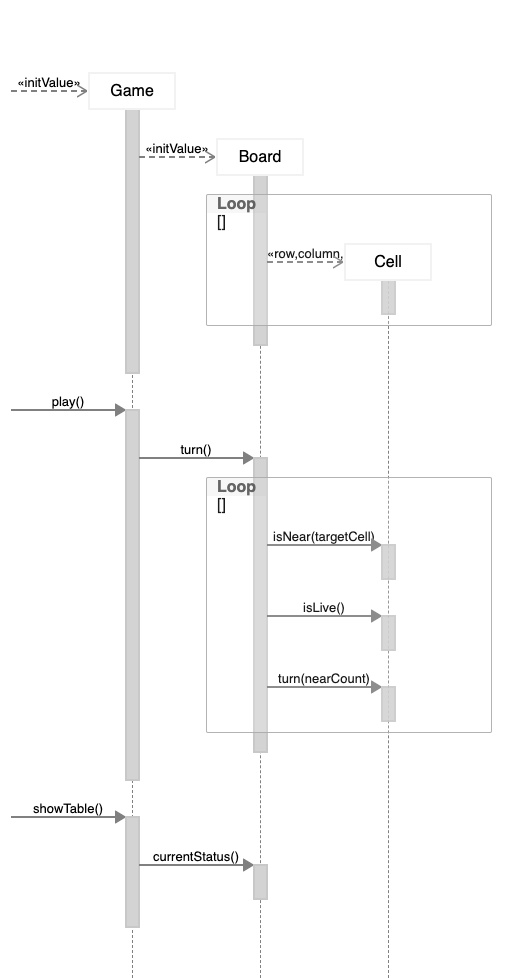 «initValue»
Game
«initValue»
Board
Loop
[]
«row,column,
Cell
play()
turn()
Loop
[]
isNear(targetCell)
isLive()
turn(nearCount)
showTable()
currentStatus()